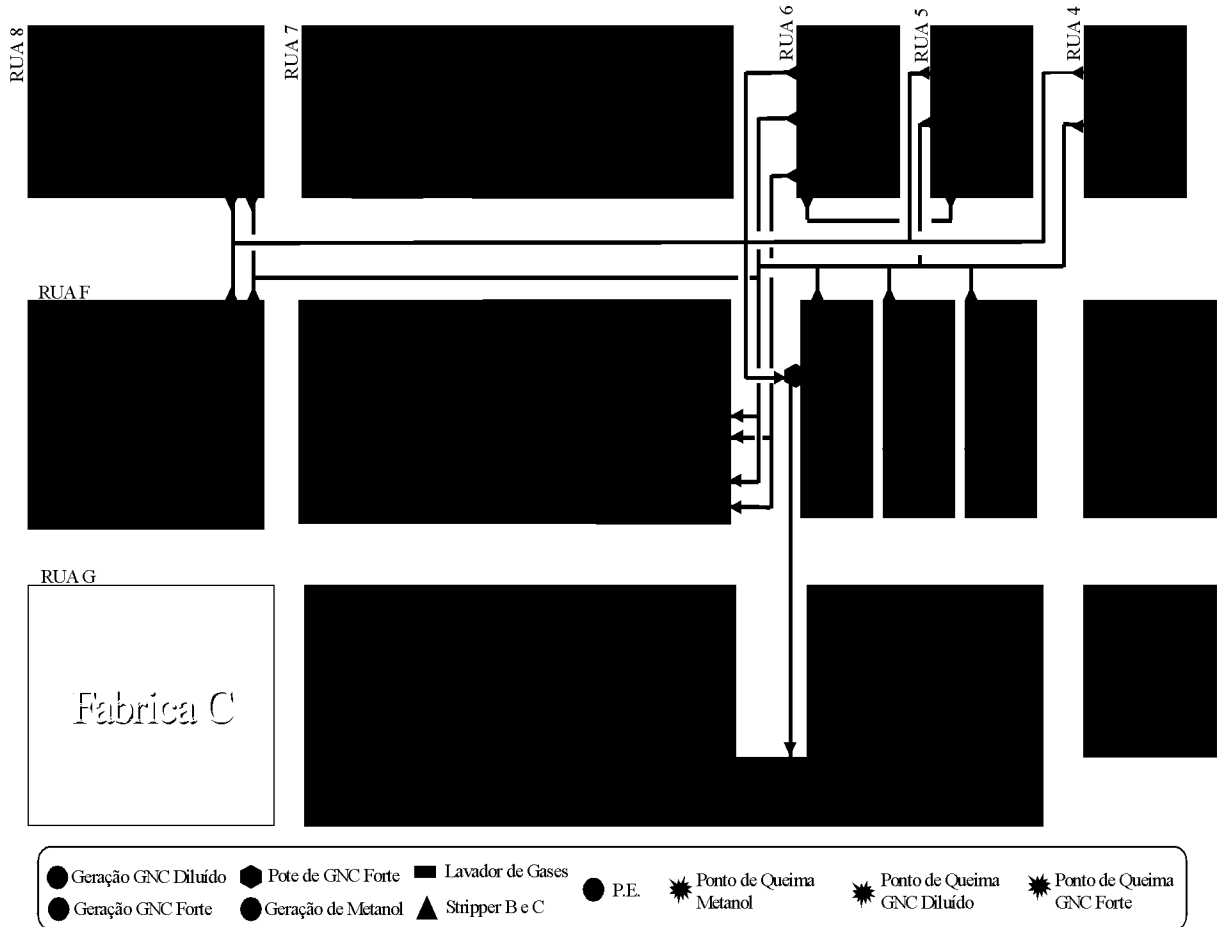 RUA 8
RUA 7
RUA 6
RUA 5
RUA 4
RUA F
RUA G
Fabrica C
Geração GNC Diluído
Pote de GNC Forte
Lavador de Gases
P.E.
Ponto de Queima
Metanol
Ponto de Queima
GNC Diluído
Ponto de Queima
GNC Forte
Geração GNC Forte
Geração de Metanol
Stripper B e C